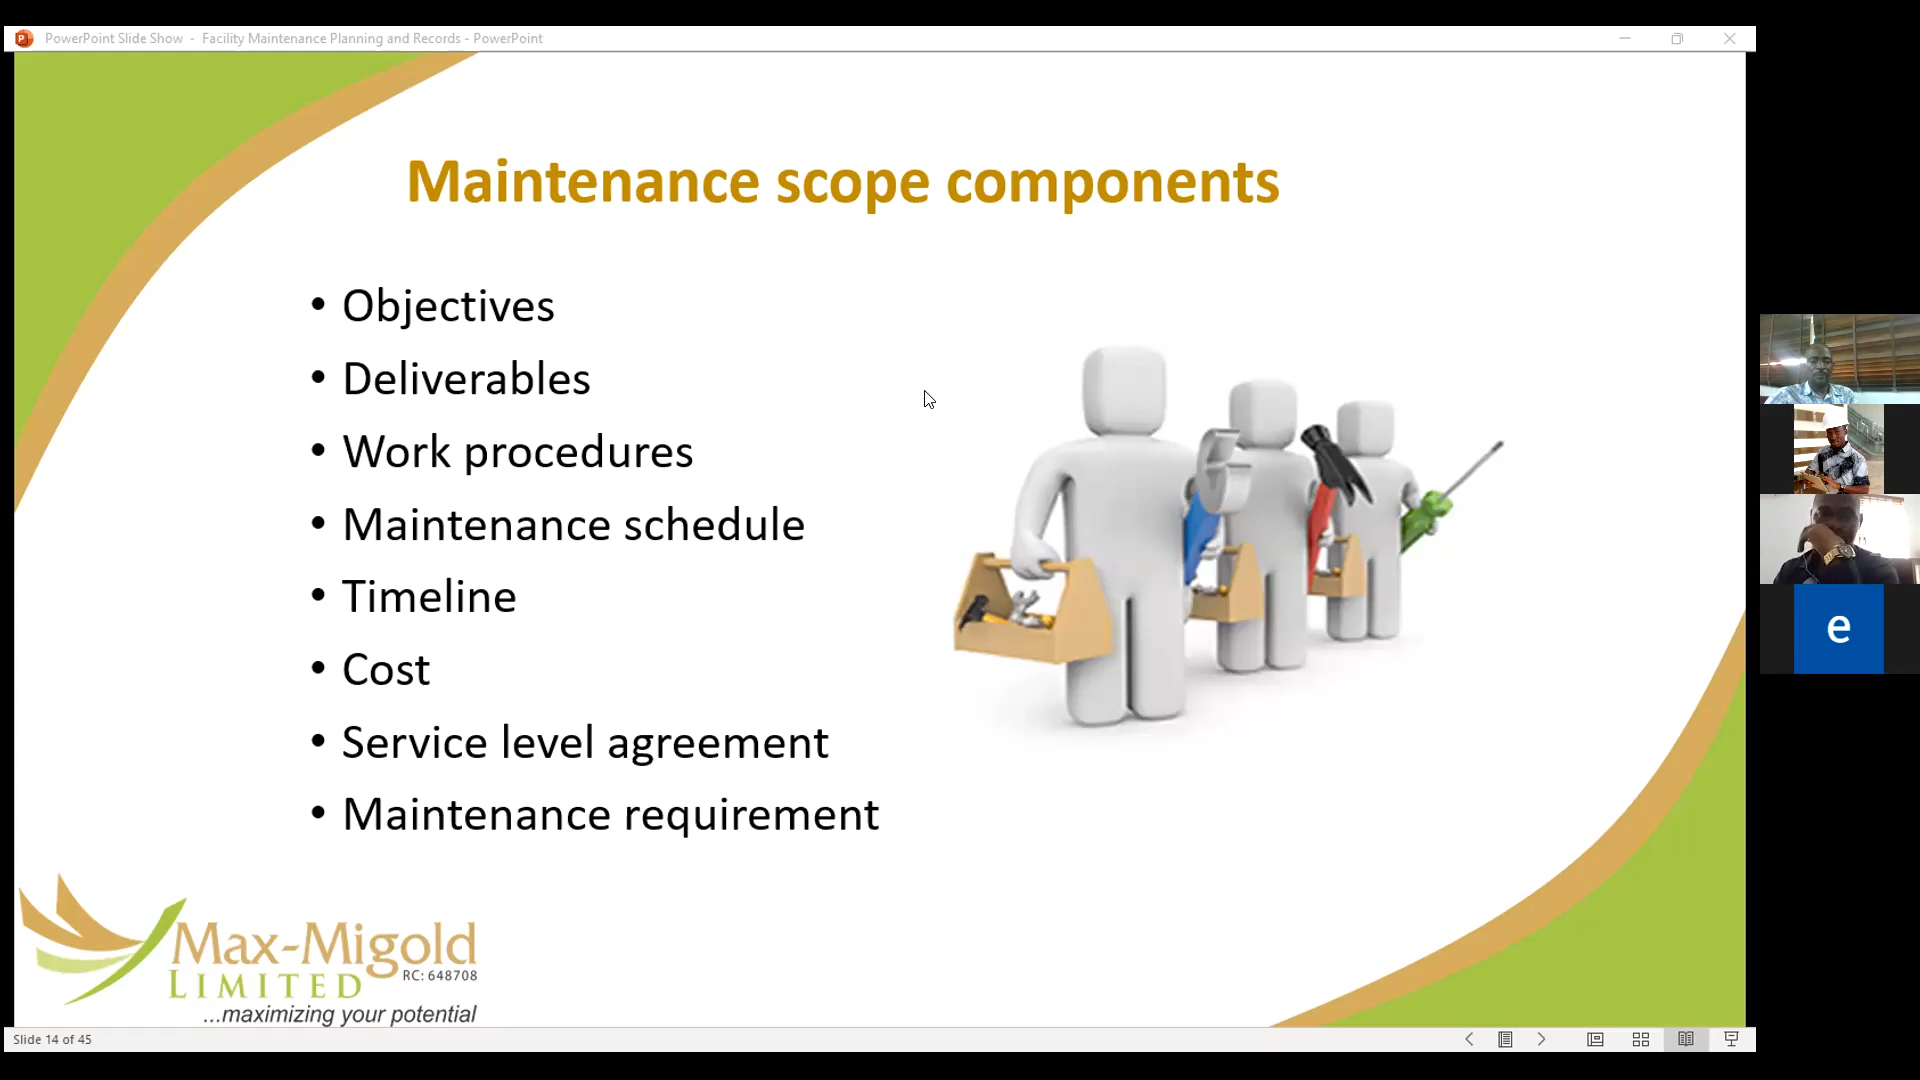 PowerPoint Slide Show - Facility Maintenance Planning and Records - PowerPoint
Maintenance scope components
• Objectives
• Deliverables
• Work procedures
• Maintenance schedule
• Timeline
• Cost
• Service level agreement
• Maintenance requirement
e
Max-Migold
LIMITED RC: 648708
...maximizing your potential
Slide 14 of 45